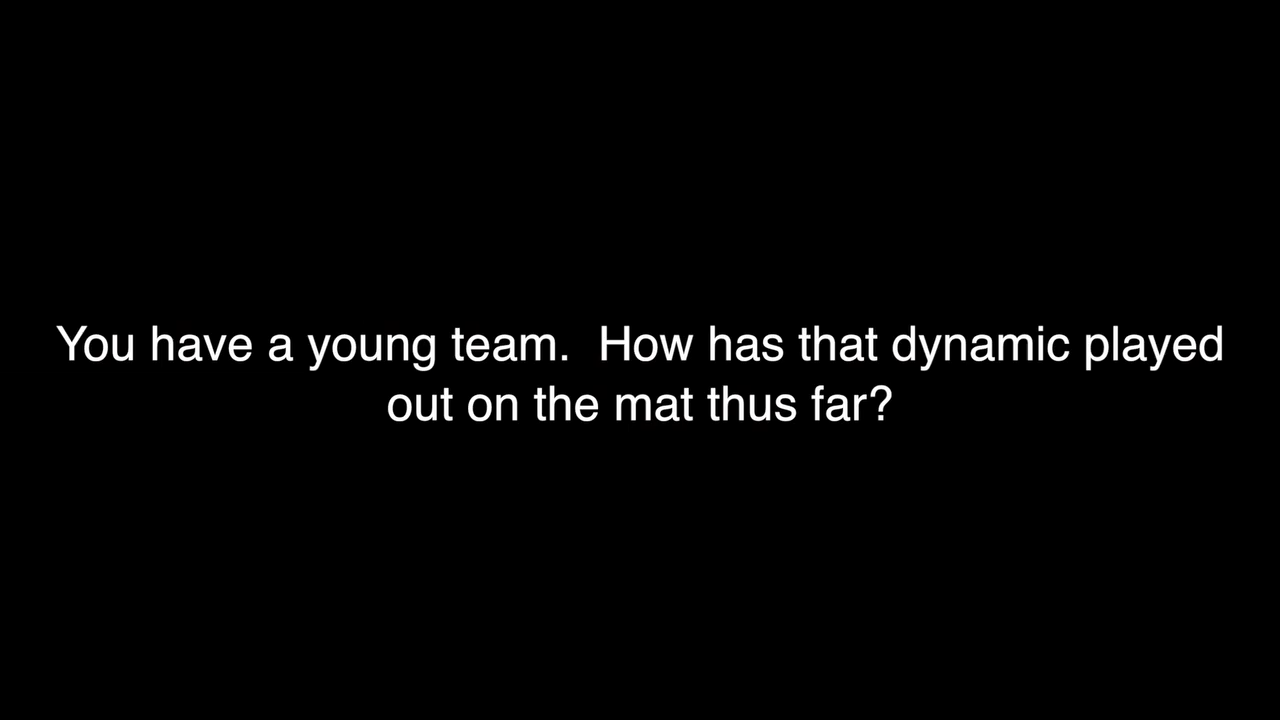 You have a young team.  How has that dynamic played
out on the mat thus far?